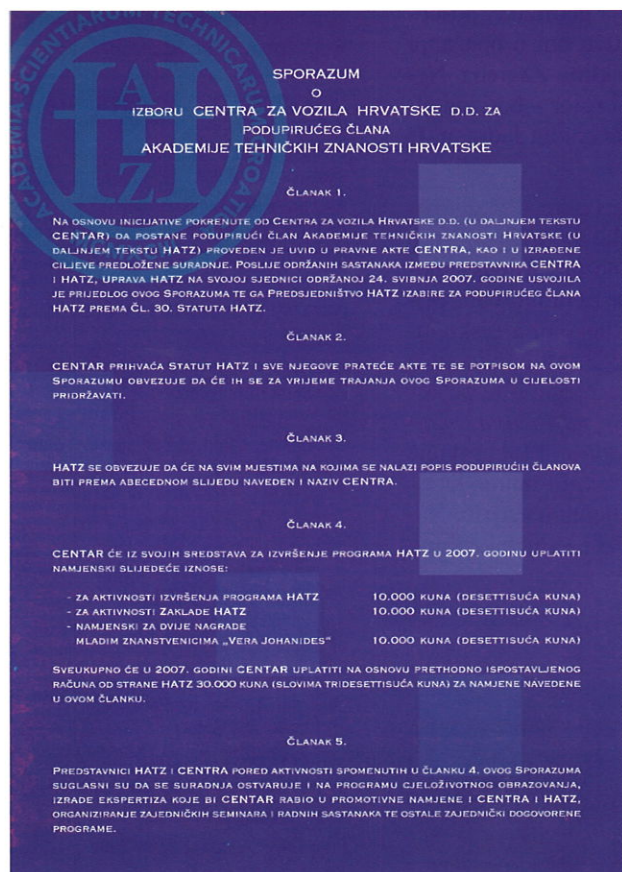 ACADEMIA SCIENTIARUM TECHNICARUM CROATICA
HATZ
SPORAZUM
O
IZBORU CENTRA ZA VOZILA HRVATSKE D.D. ZA
PODUPIRUĆEG ČLANA
AKADEMIJE TEHNIČKIH ZNANOSTI HRVATSKE
ČLANAK 1.
NA OSNOVU INICIJATIVE POKRENUTE OD CENTRA ZA VOZILA HRVATSKE D.D. (U DALJNJEM TEKSTU
CENTAR) DA POSTANE PODUPIRUĆI ČLAN AKADEMIJE TEHNIČKIH ZNANOSTI HRVATSKE (U
DALJNJEM TEKSTU HATZ) PROVEDEN JE UVID U PRAVNE AKTE CENTRA, KAO I U IZRAĐENE
CILJEVE PREDLOŽENE SURADNJE. POSLIJE ODRŽANIH SASTANAKA IZMEĐU PREDSTAVNIKA CENTRA
I HATZ, UPRAVA HATZ NA SVOJOJ SJEDNICI ODRŽANOJ 24. SVIBNJA 2007. GODINE USVOJILA
JE PRIJEDLOG OVOG SPORAZUMA TE GA PREDSJEDNIŠTVO HATZ IZABIRE ZA PODUPIRUĆEG ČLANA
HATZ PREMA ČL. 30. STATUTA HATZ.
ČLANAK 2.
CENTAR PRIHVAĆA STATUT HATZ I SVE NJEGOVE PRATEĆE AKTE TE SE POTPISOM NA OVOM
SPORAZUMU OBVEZUJE DA ĆE IH SE ZA VRIJEME TRAJANJA OVOG SPORAZUMA U CIJELOSTI
PRIDRŽAVATI.
ČLANAK 3.
HATZ SE OBVEZUJE DA ĆE NA SVIM MJESTIMA NA KOJIMA SE NALAZI POPIS PODUPIRUĆIH ČLANOVA
BITI PREMA ABECEDNOM SLIJEDU NAVEDEN I NAZIV CENTRA.
ČLANAK 4.
CENTAR ĆE IZ SVOJIH SREDSTAVA ZA IZVRŠENJE PROGRAMA HATZ U 2007. GODINU UPLATITI
NAMJENSKI SLIJEDEĆE IZNOSE:
- ZA AKTIVNOSTI IZVRŠENJA PROGRAMA HATZ 10.000 KUNA (DESETTISUĆA KUNA)
- ZA AKTIVNOSTI ZAKLADE HATZ 10.000 KUNA (DESETTISUĆA KUNA)
- NAMJENSKI ZA DVIJE NAGRADE
MLADIM ZNANSTVENICIMA „VERA JOHANIDES" 10.000 KUNA (DESETTISUĆA KUNA)
SVEUKUPNO ĆE U 2007. GODINI CENTAR UPLATITI NA OSNOVU PRETHODNO ISPOSTAVLJENOG
RAČUNA OD STRANE HATZ 30.000 KUNA (SLOVIMA TRIDESETTISUĆA KUNA) ZA NAMJENE NAVEDENE
U OVOM ČLANKU.
ČLANAK 5.
PREDSTAVNICI HATZ I CENTRA PORED AKTIVNOSTI SPOMENUTIH U ČLANKU 4. OVOG SPORAZUMA
SUGLASNI SU DA SE SURADNJA OSTVARUJE I NA PROGRAMU CJELOŽIVOTNOG OBRAZOVANJA,
IZRADE EKSPERTIZA KOJE BI CENTAR RABIO U PROMOTIVNE NAMJENE I CENTRA I HATZ,
ORGANIZIRANJE ZAJEDNIČKIH SEMINARA I RADNIH SASTANAKA TE OSTALE ZAJEDNIČKI DOGOVORENE
PROGRAME.